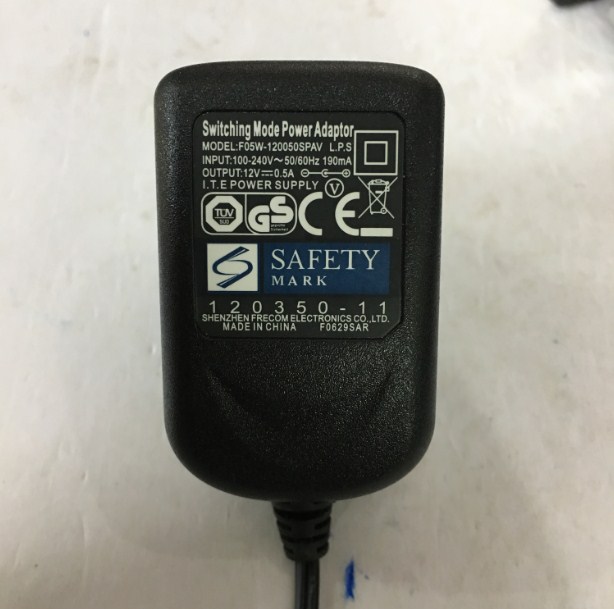 Switching Mode Power Adaptor
MODEL:F05W-120050SPAV L.P.S
INPUT:100-240V~50/60Hz 190mA
OUTPUT:12V⎓0.5A
I.T.E POWER SUPPLY V
TÜV GS CE
SAFETY
MARK
120350-11
SHENZHEN FRECOM ELECTRONICS CO.,LTD.
MADE IN CHINA F0629SAR